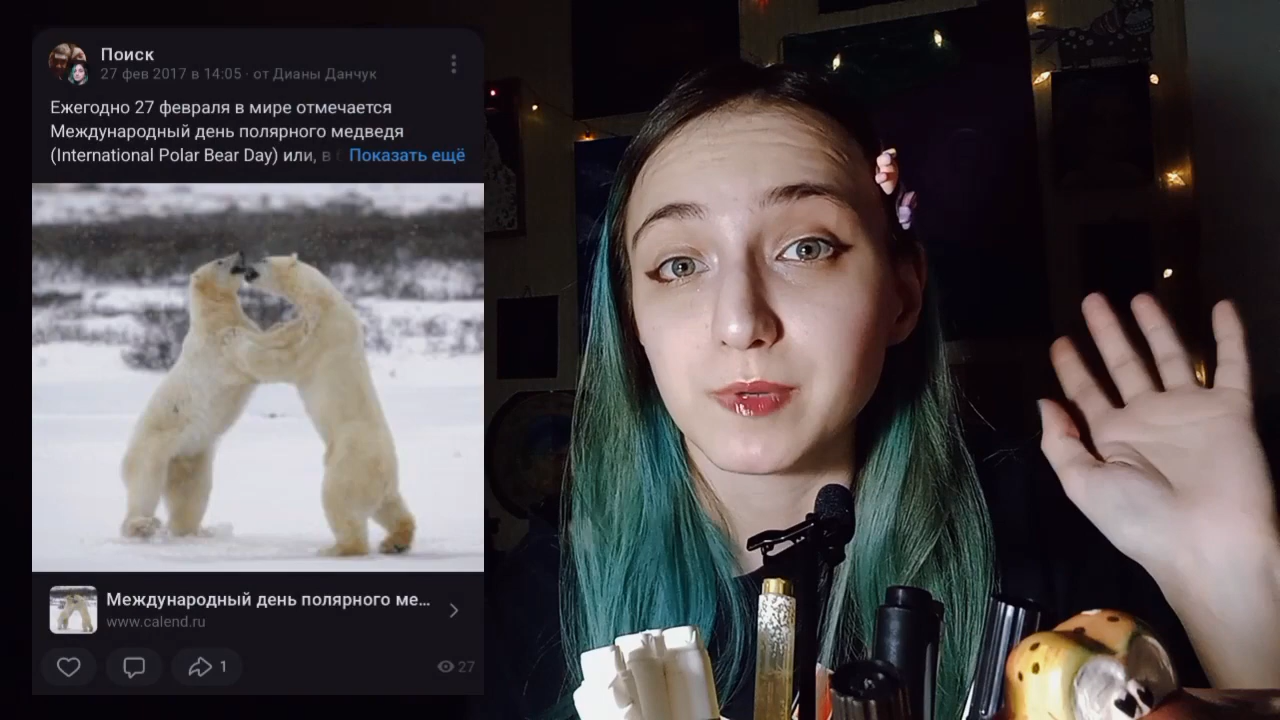 Поиск
27 фев 2017 в 14:05 · от Дианы Данчук
Ежегодно 27 февраля в мире отмечается
Международный день полярного медведя
(International Polar Bear Day) или, в Показать ещё
Международный день полярного ме...
www.calend.ru
1
27